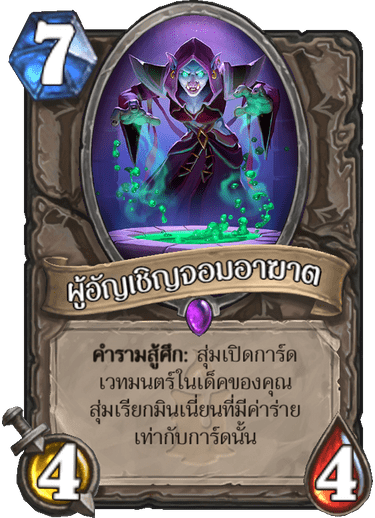 7
ผู้อัญเชิญจอมอาฆาต
คำรามสู้ศึก: สุ่มเปิดการ์ด
เวทมนตร์ในเด็คของคุณ
สุ่มเรียกมินเนี่ยนที่มีค่าร่าย
เท่ากับการ์ดนั้น
4
4